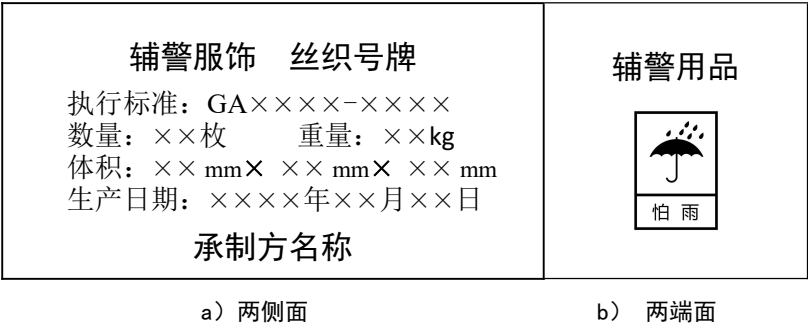 辅警服饰　丝织号牌
执行标准：GA××××-××××
数量：××枚　　重量：××kg
体积：×× mm× ×× mm× ×× mm
生产日期：××××年××月××日
承制方名称
辅警用品
怕 雨
a）两侧面
b） 两端面